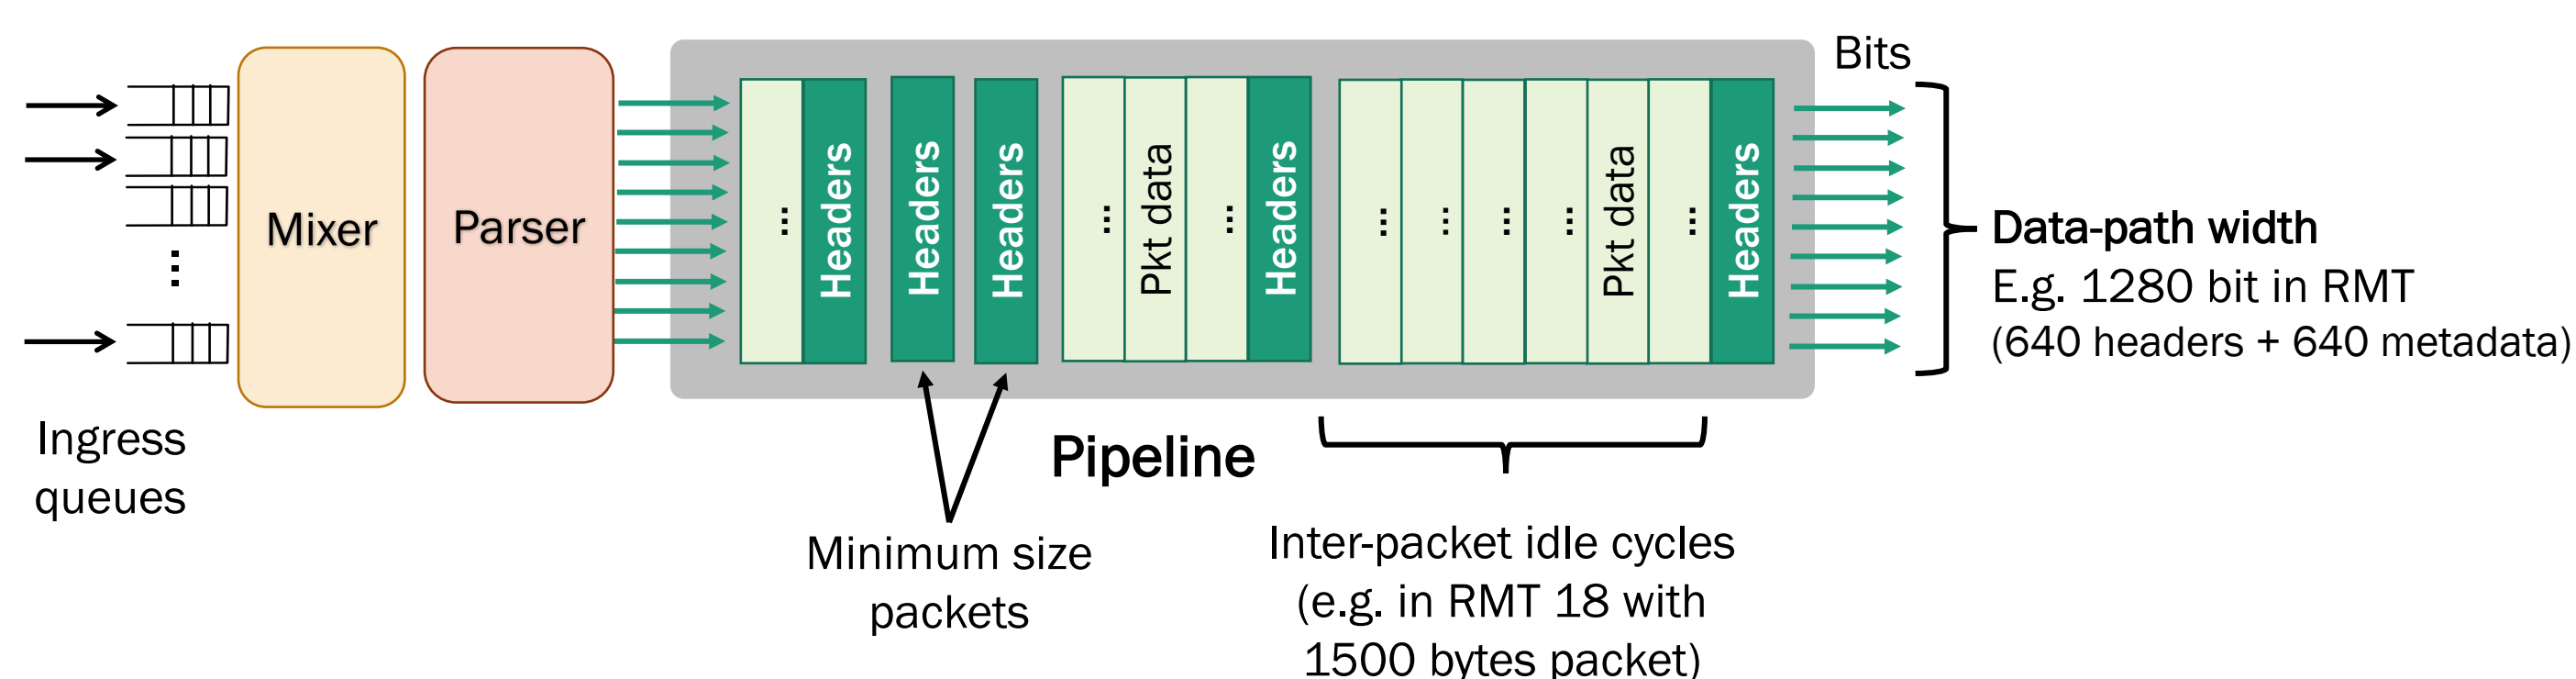 Bits
Mixer
Parser
...
Headers
Headers
Headers
...
Pkt data
...
Headers
...
...
...
...
Pkt data
...
Headers
...
Data-path width
E.g. 1280 bit in RMT
(640 headers + 640 metadata)
Ingress
queues
Pipeline
Minimum size
packets
Inter-packet idle cycles
(e.g. in RMT 18 with
1500 bytes packet)